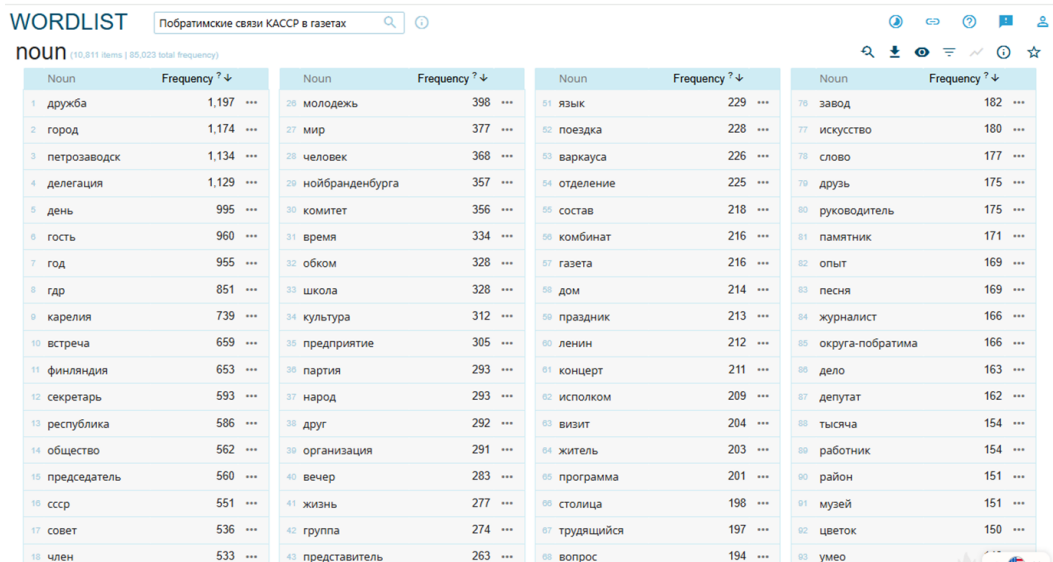 WORDLIST Побратимские связи КАССР в газетах
noun (10,811 items | 85,023 total frequency)
Noun Frequency ? ↓ Noun Frequency ? ↓ Noun Frequency ? ↓ Noun Frequency ? ↓
1 дружба 1,197 ••• 26 молодежь 398 ••• 51 язык 229 ••• 76 завод 182 •••
2 город 1,174 ••• 27 мир 377 ••• 52 поездка 228 ••• 77 искусство 180 •••
3 петрозаводск 1,134 ••• 28 человек 368 ••• 53 варкауса 226 ••• 78 слово 177 •••
4 делегация 1,129 ••• 29 нойбранденбурга 357 ••• 54 отделение 225 ••• 79 друзь 175 •••
5 день 995 ••• 30 комитет 356 ••• 55 состав 218 ••• 80 руководитель 175 •••
6 гость 960 ••• 31 время 334 ••• 56 комбинат 216 ••• 81 памятник 171 •••
7 год 955 ••• 32 обком 328 ••• 57 газета 216 ••• 82 опыт 169 •••
8 гдр 851 ••• 33 школа 328 ••• 58 дом 214 ••• 83 песня 169 •••
9 карелия 739 ••• 34 культура 312 ••• 59 праздник 213 ••• 84 журналист 166 •••
10 встреча 659 ••• 35 предприятие 305 ••• 60 ленин 212 ••• 85 округа-побратима 166 •••
11 финляндия 653 ••• 36 партия 293 ••• 61 концерт 211 ••• 86 дело 163 •••
12 секретарь 593 ••• 37 народ 293 ••• 62 исполком 209 ••• 87 депутат 162 •••
13 республика 586 ••• 38 друг 292 ••• 63 визит 204 ••• 88 тысяча 154 •••
14 общество 562 ••• 39 организация 291 ••• 64 житель 203 ••• 89 работник 154 •••
15 председатель 560 ••• 40 вечер 283 ••• 65 программа 201 ••• 90 район 151 •••
16 ссср 551 ••• 41 жизнь 277 ••• 66 столица 198 ••• 91 музей 151 •••
17 совет 536 ••• 42 группа 274 ••• 67 трудящийся 197 ••• 92 цветок 150 •••
18 член 533 ••• 43 представитель 263 ••• 68 вопрос 194 ••• 93 умео